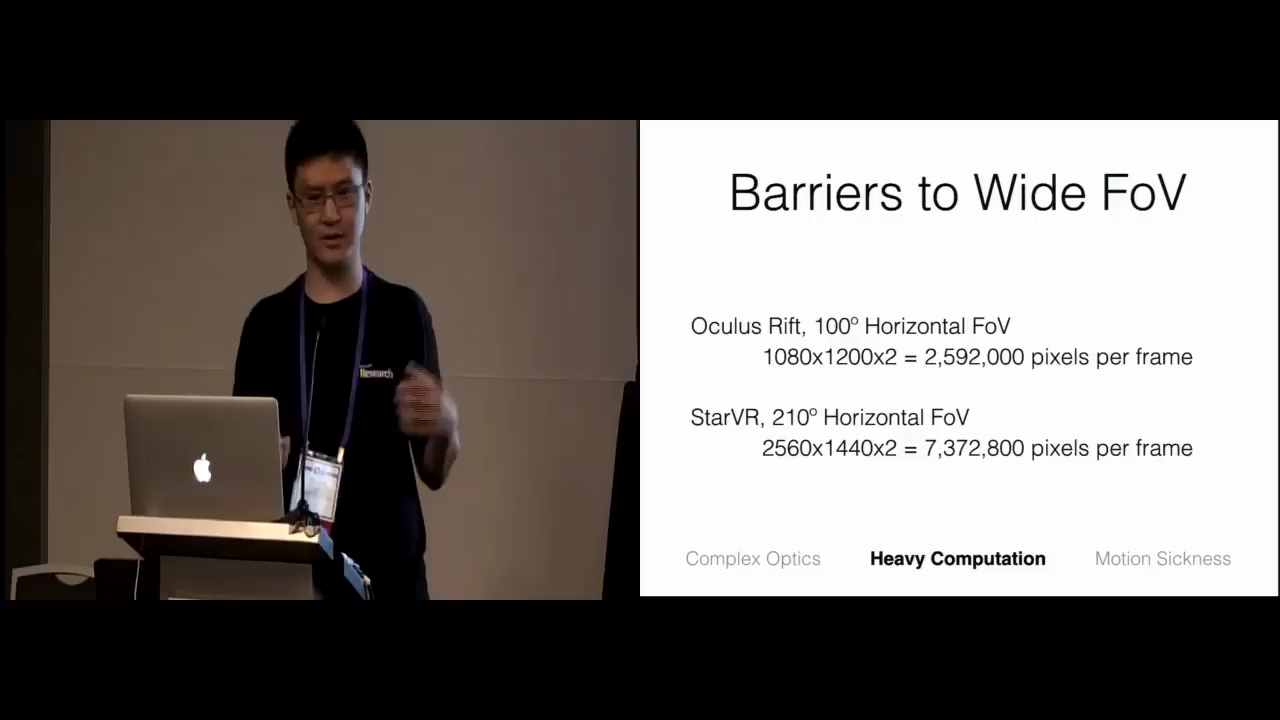 Research
Barriers to Wide FoV
Oculus Rift, 100º Horizontal FoV
1080x1200x2 = 2,592,000 pixels per frame
StarVR, 210º Horizontal FoV
2560x1440x2 = 7,372,800 pixels per frame
Complex Optics Heavy Computation Motion Sickness